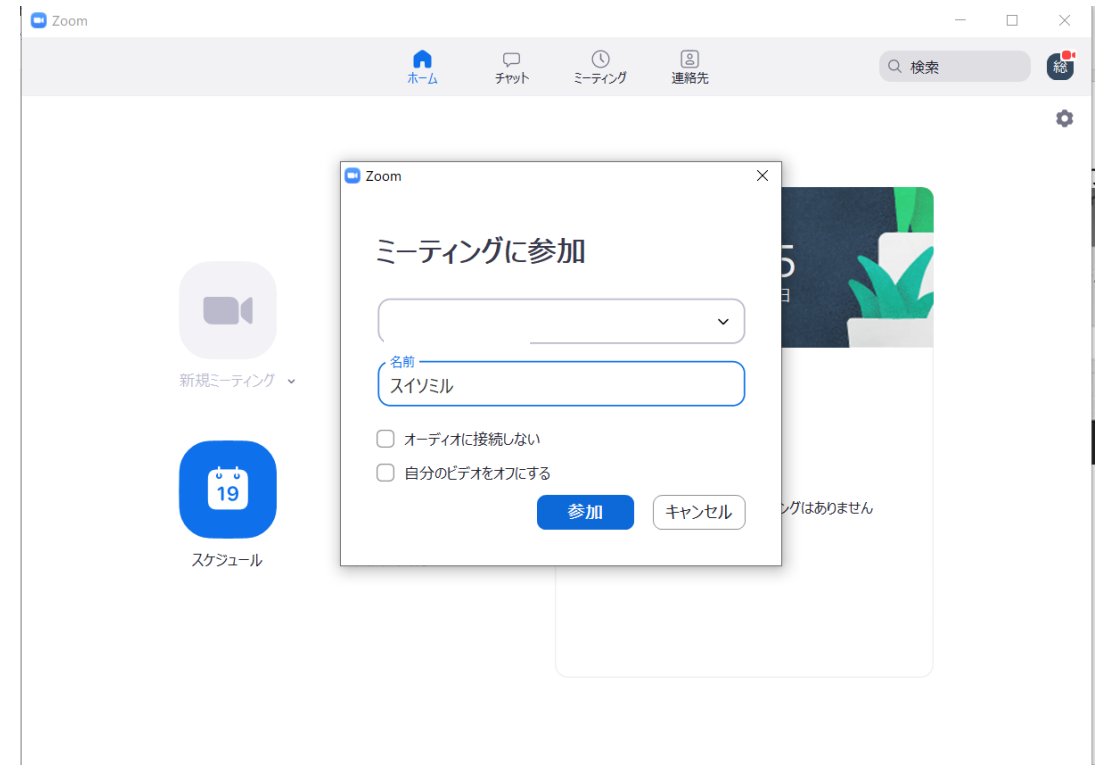 Zoom
ホーム
チャット
ミーティング
連絡先
検索
総
Zoom
ミーティングに参加
5
日
新規ミーティング
名前
スイソミル
オーディオに接続しない
自分のビデオをオフにする
参加
キャンセル
ングはありません
19
スケジュール